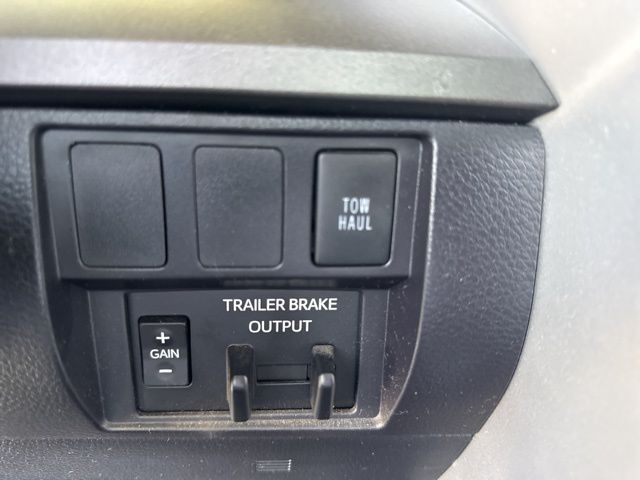 TOW
HAUL
TRAILER BRAKE
OUTPUT
+
GAIN
-